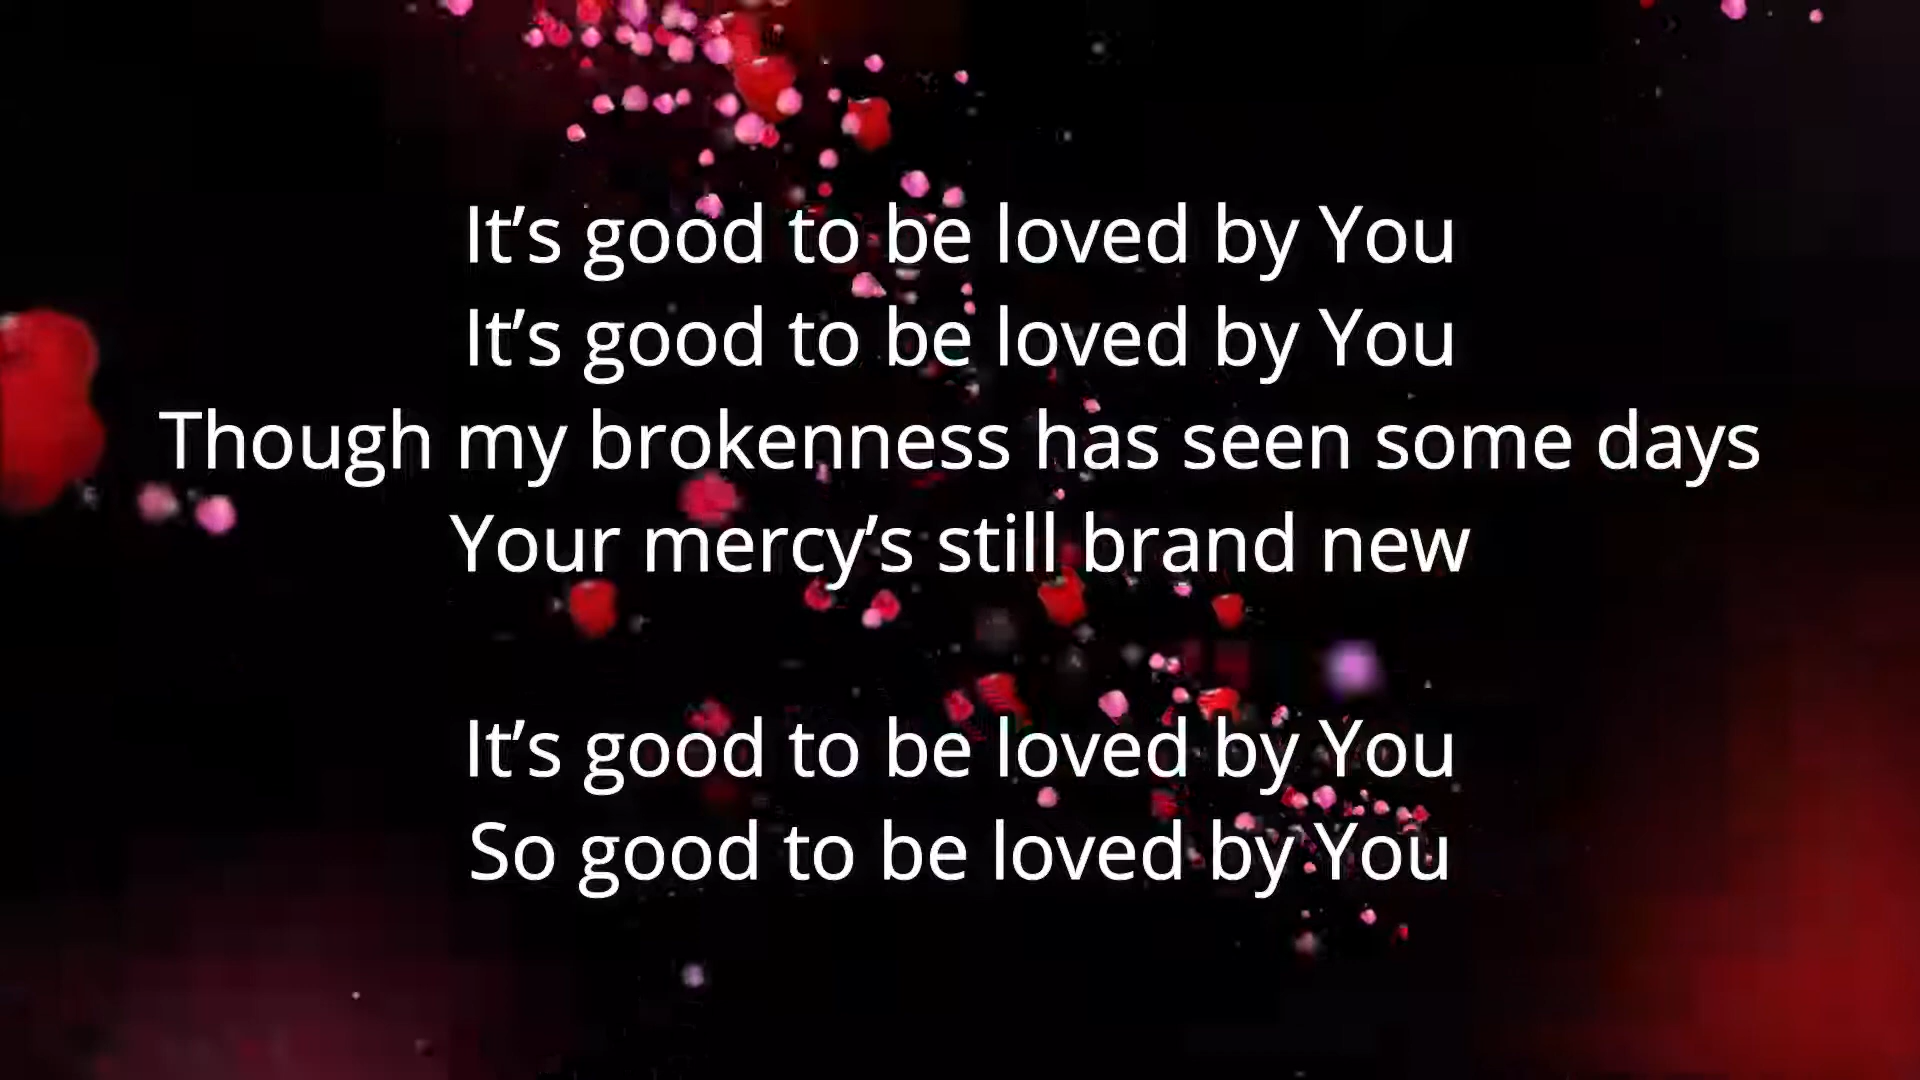 It’s good to be loved by You
It’s good to be loved by You
Though my brokenness has seen some days
Your mercy’s still brand new
It’s good to be loved by You
So good to be loved by You